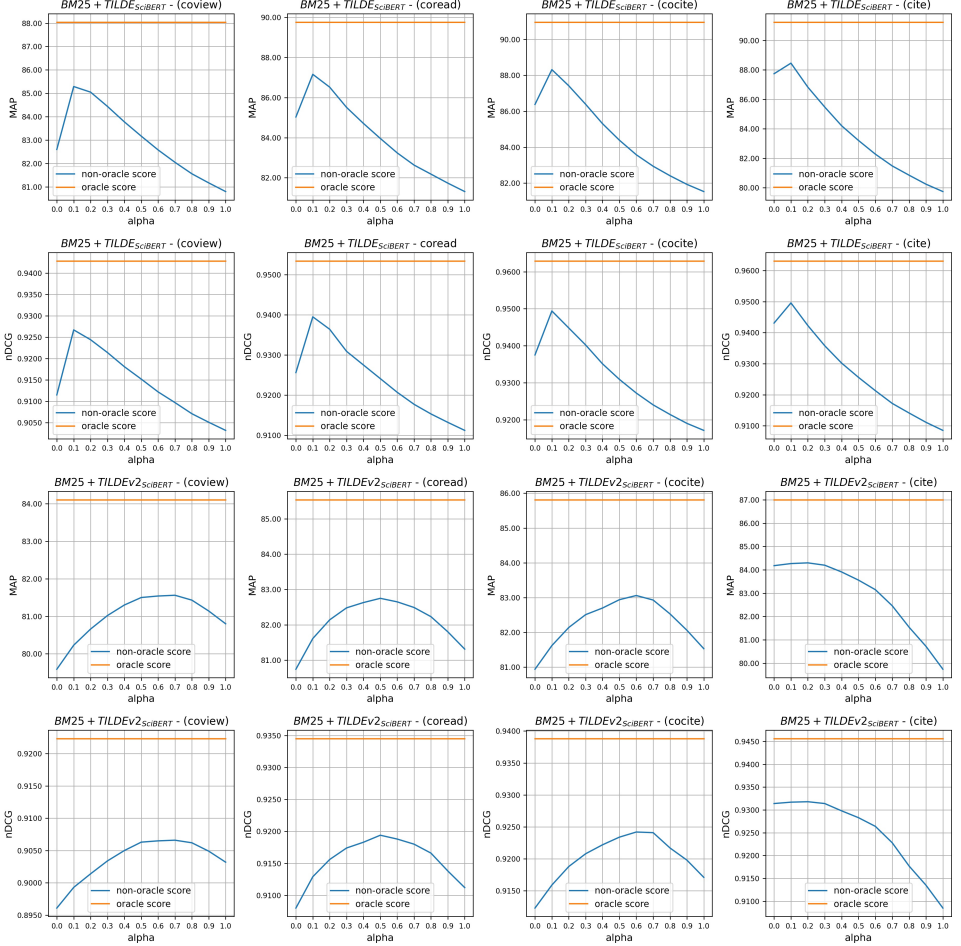 BM25 + TILDE_SciBERT - (coview)
88.00
87.00
86.00
85.00
84.00
83.00
82.00
81.00
MAP
non-oracle score
oracle score
0.0 0.1 0.2 0.3 0.4 0.5 0.6 0.7 0.8 0.9 1.0
alpha
BM25 + TILDE_SciBERT - (coread)
90.00
88.00
86.00
84.00
82.00
MAP
non-oracle score
oracle score
0.0 0.1 0.2 0.3 0.4 0.5 0.6 0.7 0.8 0.9 1.0
alpha
BM25 + TILDE_SciBERT - (cocite)
90.00
88.00
86.00
84.00
82.00
MAP
non-oracle score
oracle score
0.0 0.1 0.2 0.3 0.4 0.5 0.6 0.7 0.8 0.9 1.0
alpha
BM25 + TILDE_SciBERT - (cite)
90.00
88.00
86.00
84.00
82.00
80.00
MAP
non-oracle score
oracle score
0.0 0.1 0.2 0.3 0.4 0.5 0.6 0.7 0.8 0.9 1.0
alpha
BM25 + TILDE_SciBERT - (coview)
0.9400
0.9350
0.9300
0.9250
0.9200
0.9150
0.9100
0.9050
nDCG
non-oracle score
oracle score
0.0 0.1 0.2 0.3 0.4 0.5 0.6 0.7 0.8 0.9 1.0
alpha
BM25 + TILDE_SciBERT - coread
0.9500
0.9400
0.9300
0.9200
0.9100
nDCG
non-oracle score
oracle score
0.0 0.1 0.2 0.3 0.4 0.5 0.6 0.7 0.8 0.9 1.0
alpha
BM25 + TILDE_SciBERT - (cocite)
0.9600
0.9500
0.9400
0.9300
0.9200
nDCG
non-oracle score
oracle score
0.0 0.1 0.2 0.3 0.4 0.5 0.6 0.7 0.8 0.9 1.0
alpha
BM25 + TILDE_SciBERT - (cite)
0.9600
0.9500
0.9400
0.9300
0.9200
0.9100
nDCG
non-oracle score
oracle score
0.0 0.1 0.2 0.3 0.4 0.5 0.6 0.7 0.8 0.9 1.0
alpha
BM25 + TILDEv2_SciBERT - (coview)
84.00
83.00
82.00
81.00
80.00
MAP
non-oracle score
oracle score
0.0 0.1 0.2 0.3 0.4 0.5 0.6 0.7 0.8 0.9 1.0
alpha
BM25 + TILDEv2_SciBERT - (coread)
85.00
84.00
83.00
82.00
81.00
MAP
non-oracle score
oracle score
0.0 0.1 0.2 0.3 0.4 0.5 0.6 0.7 0.8 0.9 1.0
alpha
BM25 + TILDEv2_SciBERT - (cocite)
86.00
85.00
84.00
83.00
82.00
81.00
MAP
non-oracle score
oracle score
0.0 0.1 0.2 0.3 0.4 0.5 0.6 0.7 0.8 0.9 1.0
alpha
BM25 + TILDEv2_SciBERT - (cite)
87.00
86.00
85.00
84.00
83.00
82.00
81.00
80.00
MAP
non-oracle score
oracle score
0.0 0.1 0.2 0.3 0.4 0.5 0.6 0.7 0.8 0.9 1.0
alpha
BM25 + TILDEv2_SciBERT - (coview)
0.9200
0.9150
0.9100
0.9050
0.9000
0.8950
nDCG
non-oracle score
oracle score
0.0 0.1 0.2 0.3 0.4 0.5 0.6 0.7 0.8 0.9 1.0
alpha
BM25 + TILDEv2_SciBERT - (coread)
0.9350
0.9300
0.9250
0.9200
0.9150
0.9100
nDCG
non-oracle score
oracle score
0.0 0.1 0.2 0.3 0.4 0.5 0.6 0.7 0.8 0.9 1.0
alpha
BM25 + TILDEv2_SciBERT - (cocite)
0.9400
0.9350
0.9300
0.9250
0.9200
0.9150
nDCG
non-oracle score
oracle score
0.0 0.1 0.2 0.3 0.4 0.5 0.6 0.7 0.8 0.9 1.0
alpha
BM25 + TILDEv2_SciBERT - (cite)
0.9450
0.9400
0.9350
0.9300
0.9250
0.9200
0.9150
0.9100
nDCG
non-oracle score
oracle score
0.0 0.1 0.2 0.3 0.4 0.5 0.6 0.7 0.8 0.9 1.0
alpha